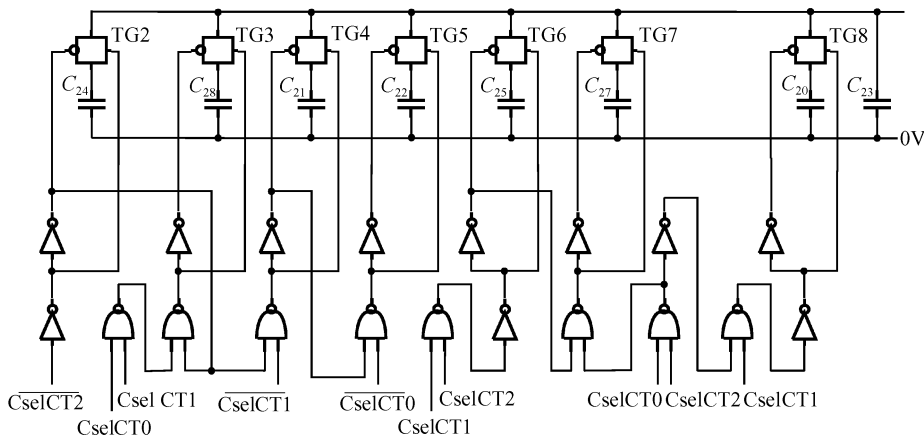 TG2 TG3 TG4 TG5 TG6 TG7 TG8
C24 C28 C21 C22 C25 C27 C20 C23
0V
CselCT2 Csel CT1 CselCT1 CselCT0 CselCT2 CselCT0 CselCT2 CselCT1
CselCT0 CselCT1